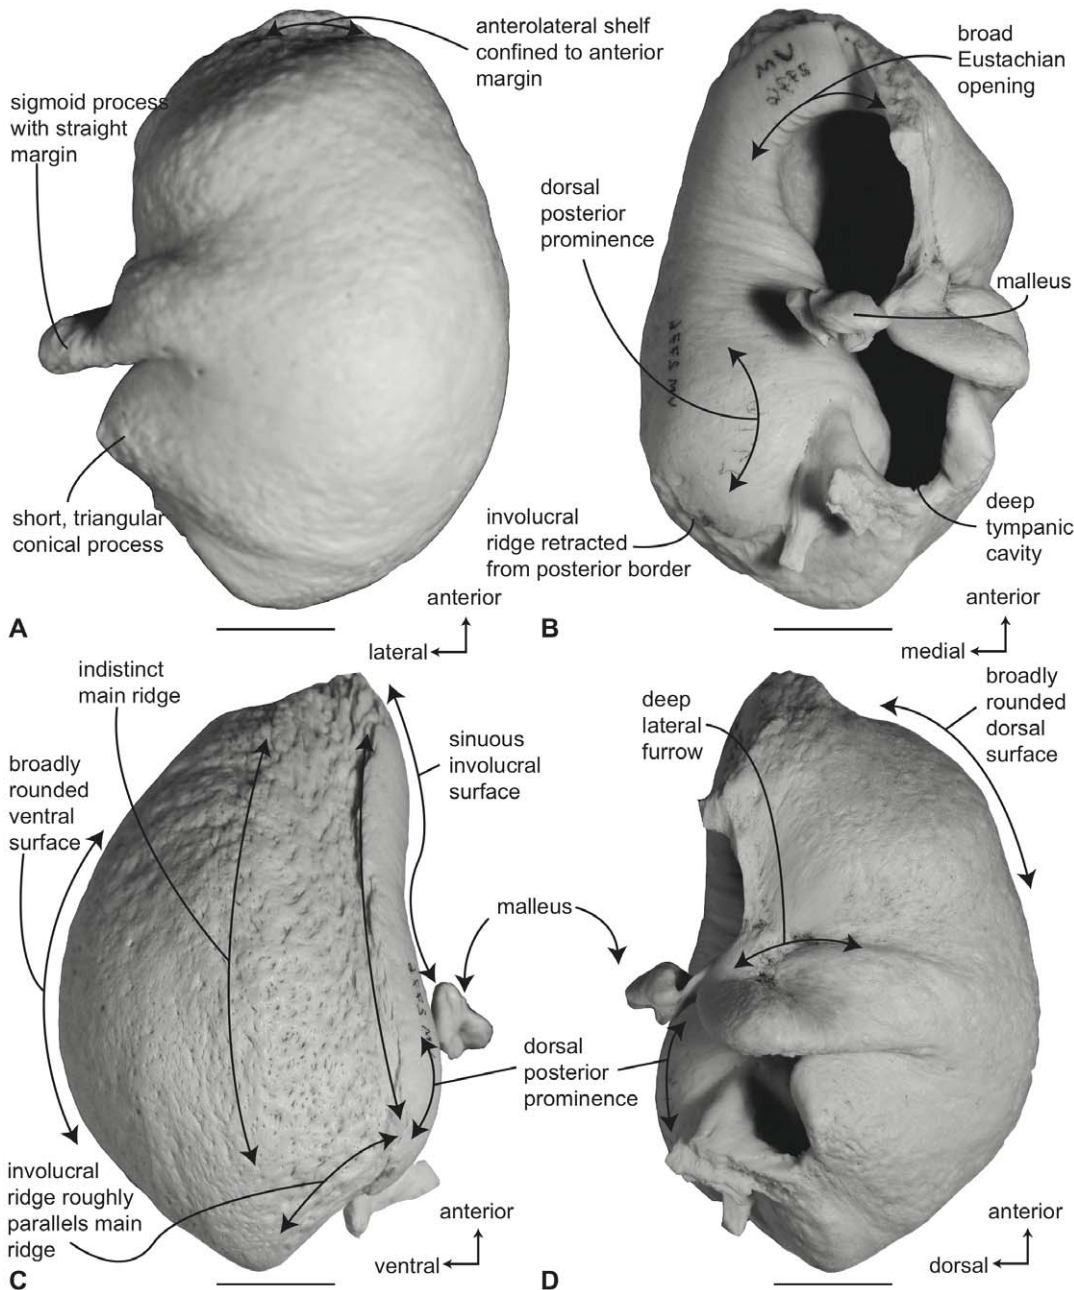 anterolateral shelf
confined to anterior
margin
sigmoid process
with straight
margin
short, triangular
conical process
A
anterior
lateral
broad
Eustachian
opening
dorsal
posterior
prominence
malleus
involucral
ridge retracted
from posterior border
deep
tympanic
cavity
B
anterior
medial
indistinct
main ridge
broadly
rounded
ventral
surface
sinuous
involucral
surface
malleus
dorsal
posterior
prominence
involucral
ridge roughly
parallels main
ridge
C
anterior
ventral
deep
lateral
furrow
broadly
rounded
dorsal
surface
D
anterior
dorsal